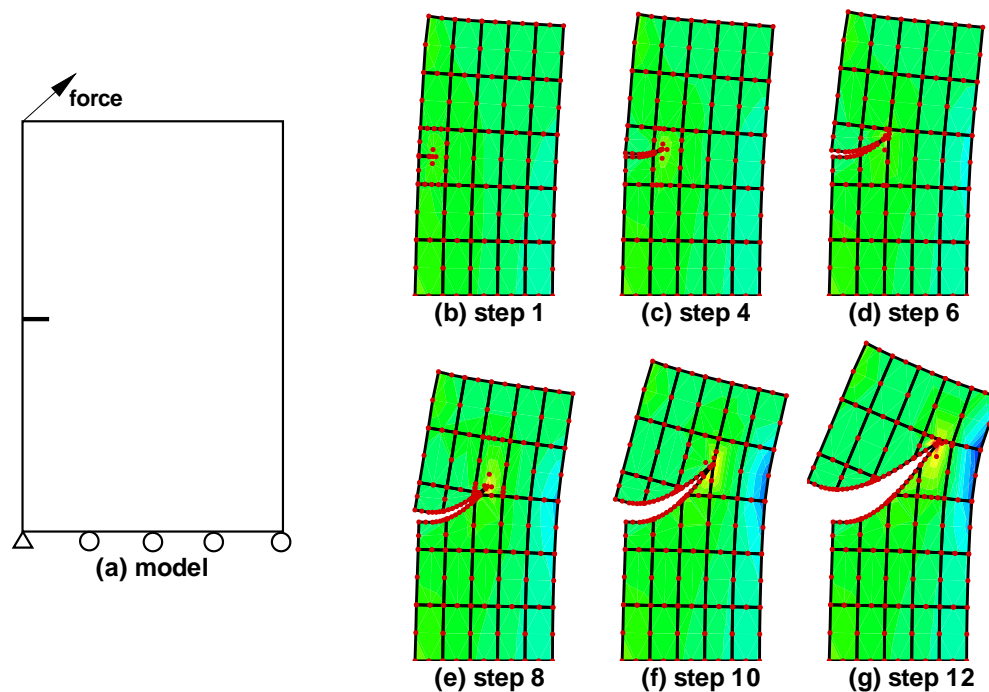 force
(a) model
(b) step 1
(c) step 4
(d) step 6
(e) step 8
(f) step 10
(g) step 12